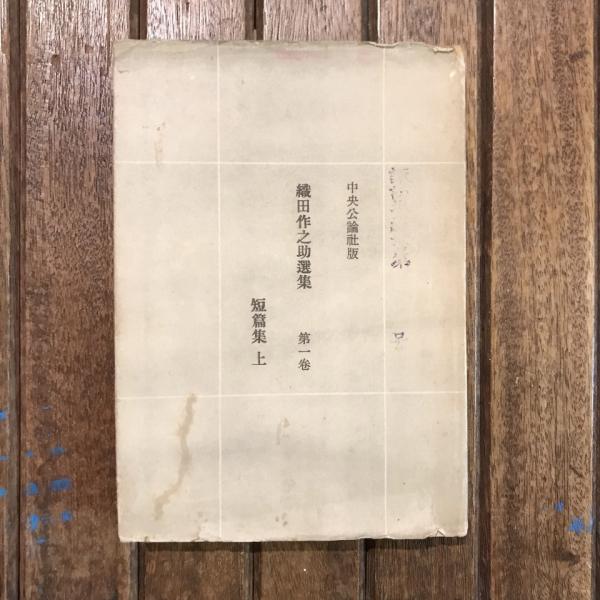 中央公論社版
織田作之助選集 第一卷
短篇集 上